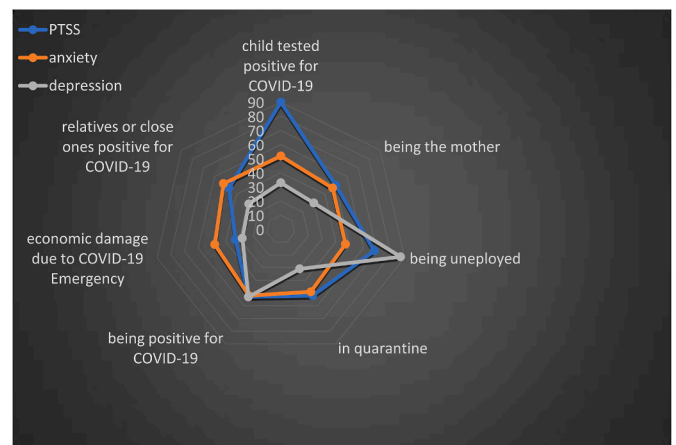 PTSS
anxiety
depression
child tested
positive for
COVID-19
90
80
70
60
50
40
30
20
10
0
being the mother
being uneployed
in quarantine
being positive for
COVID-19
economic damage
due to COVID-19
Emergency
relatives or close
ones positive for
COVID-19